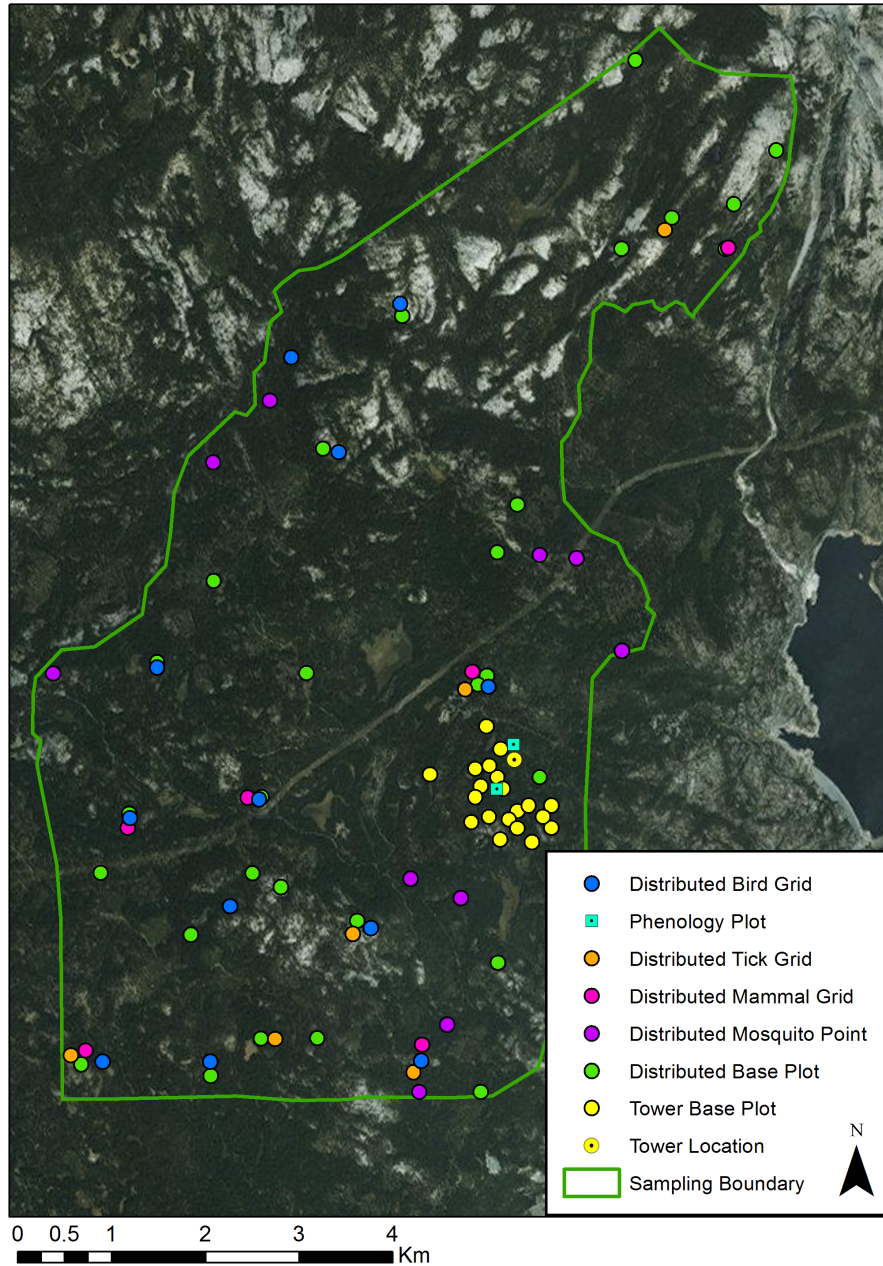 Distributed Bird Grid
Phenology Plot
Distributed Tick Grid
Distributed Mammal Grid
Distributed Mosquito Point
Distributed Base Plot
Tower Base Plot
Tower Location
N
Sampling Boundary
0 0.5 1 2 3 4
Km